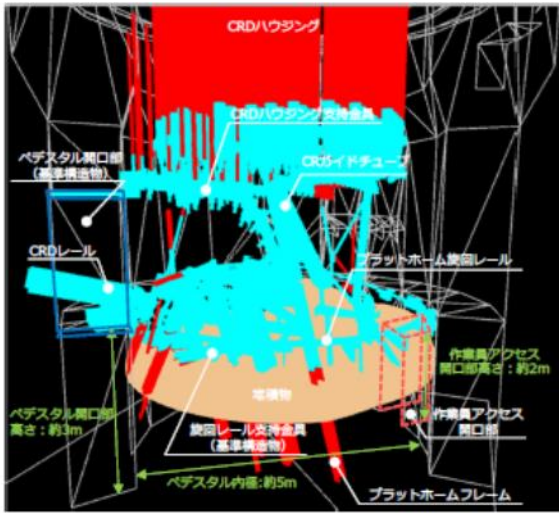 CRDハウジング
CRDハウジング支持金具
ペデスタル開口部
（基準構造物）
CRガイドチューブ
CRDレール
プラットホーム旋回レール
作業員アクセス
開口部高さ：約2m
堆積物
ペデスタル開口部
高さ：約3m
旋回レール支持金具
（基準構造物）
作業員アクセス
開口部
ペデスタル内径:約5m
プラットホームフレーム